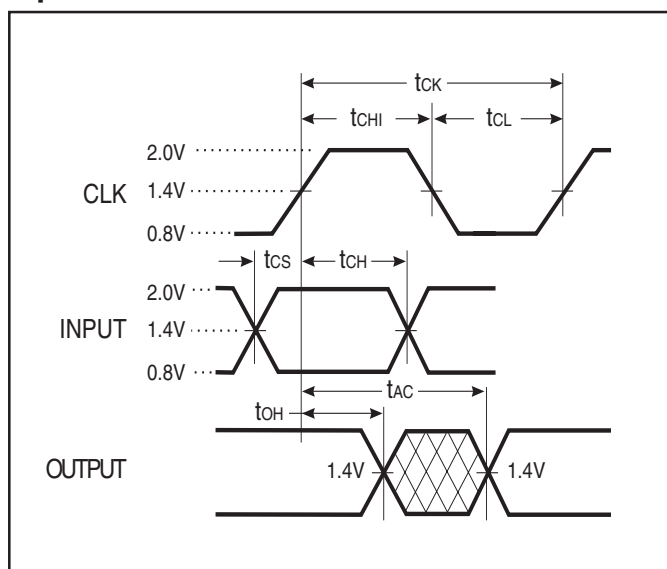 tCK
tCHI tCL
2.0V
CLK 1.4V
0.8V
tCS tCH
2.0V
INPUT 1.4V
0.8V
tAC
tOH
OUTPUT 1.4V 1.4V